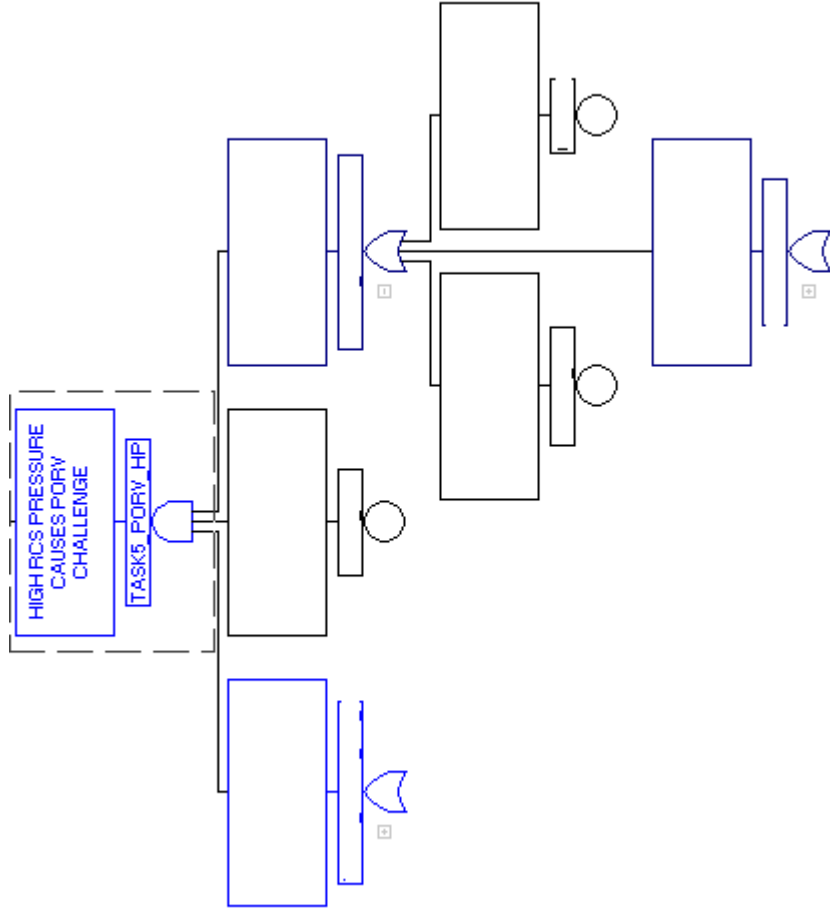 HIGH RCS PRESSURE
CAUSES PORV
CHALLENGE
TASK5_PORV_HP